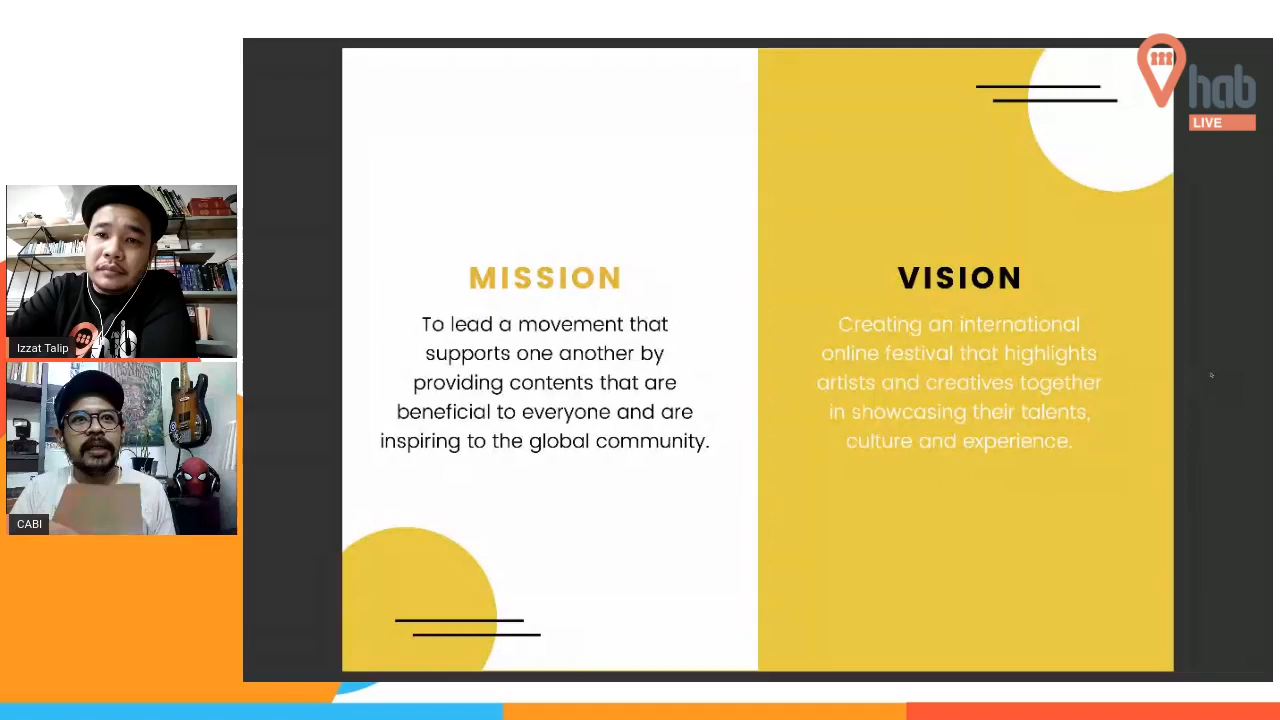 hab
LIVE
MISSION
To lead a movement that
supports one another by
providing contents that are
beneficial to everyone and are
inspiring to the global community.
VISION
Creating an international
online festival that highlights
artists and creatives together
in showcasing their talents,
culture and experience.
Izzat Talip
CABI